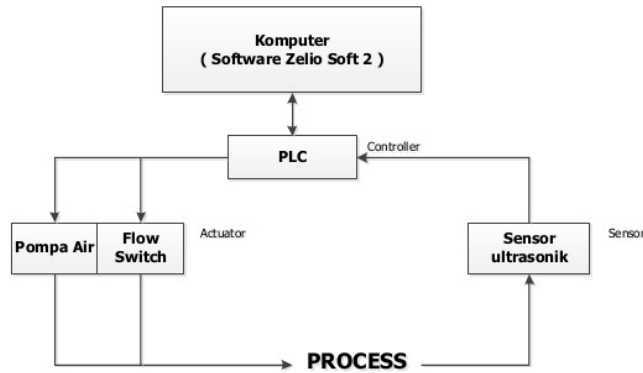 Komputer
( Software Zelio Soft 2 )
PLC
Controller
Pompa Air
Flow
Switch
Actuator
Sensor
ultrasonik
Sensor
PROCESS